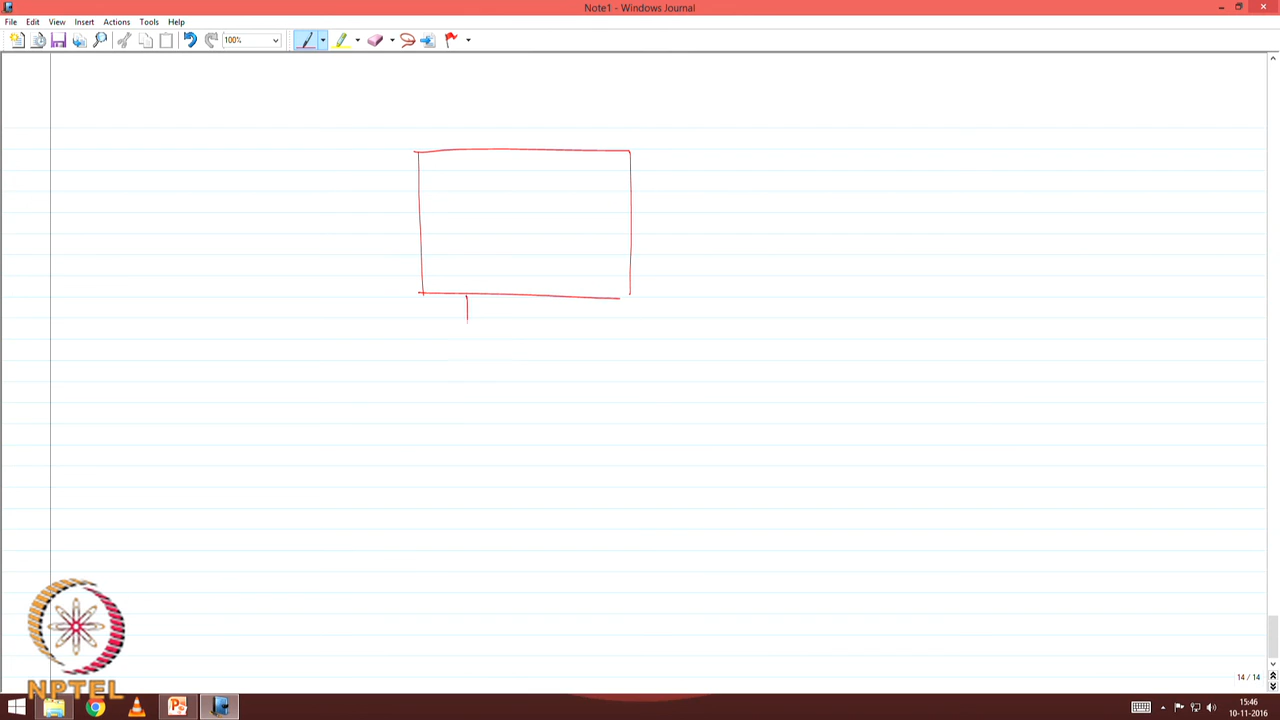 Note1 - Windows Journal
File Edit View Insert Actions Tools Help
100%
14 / 14
NPTEL
15:46
10-11-2016